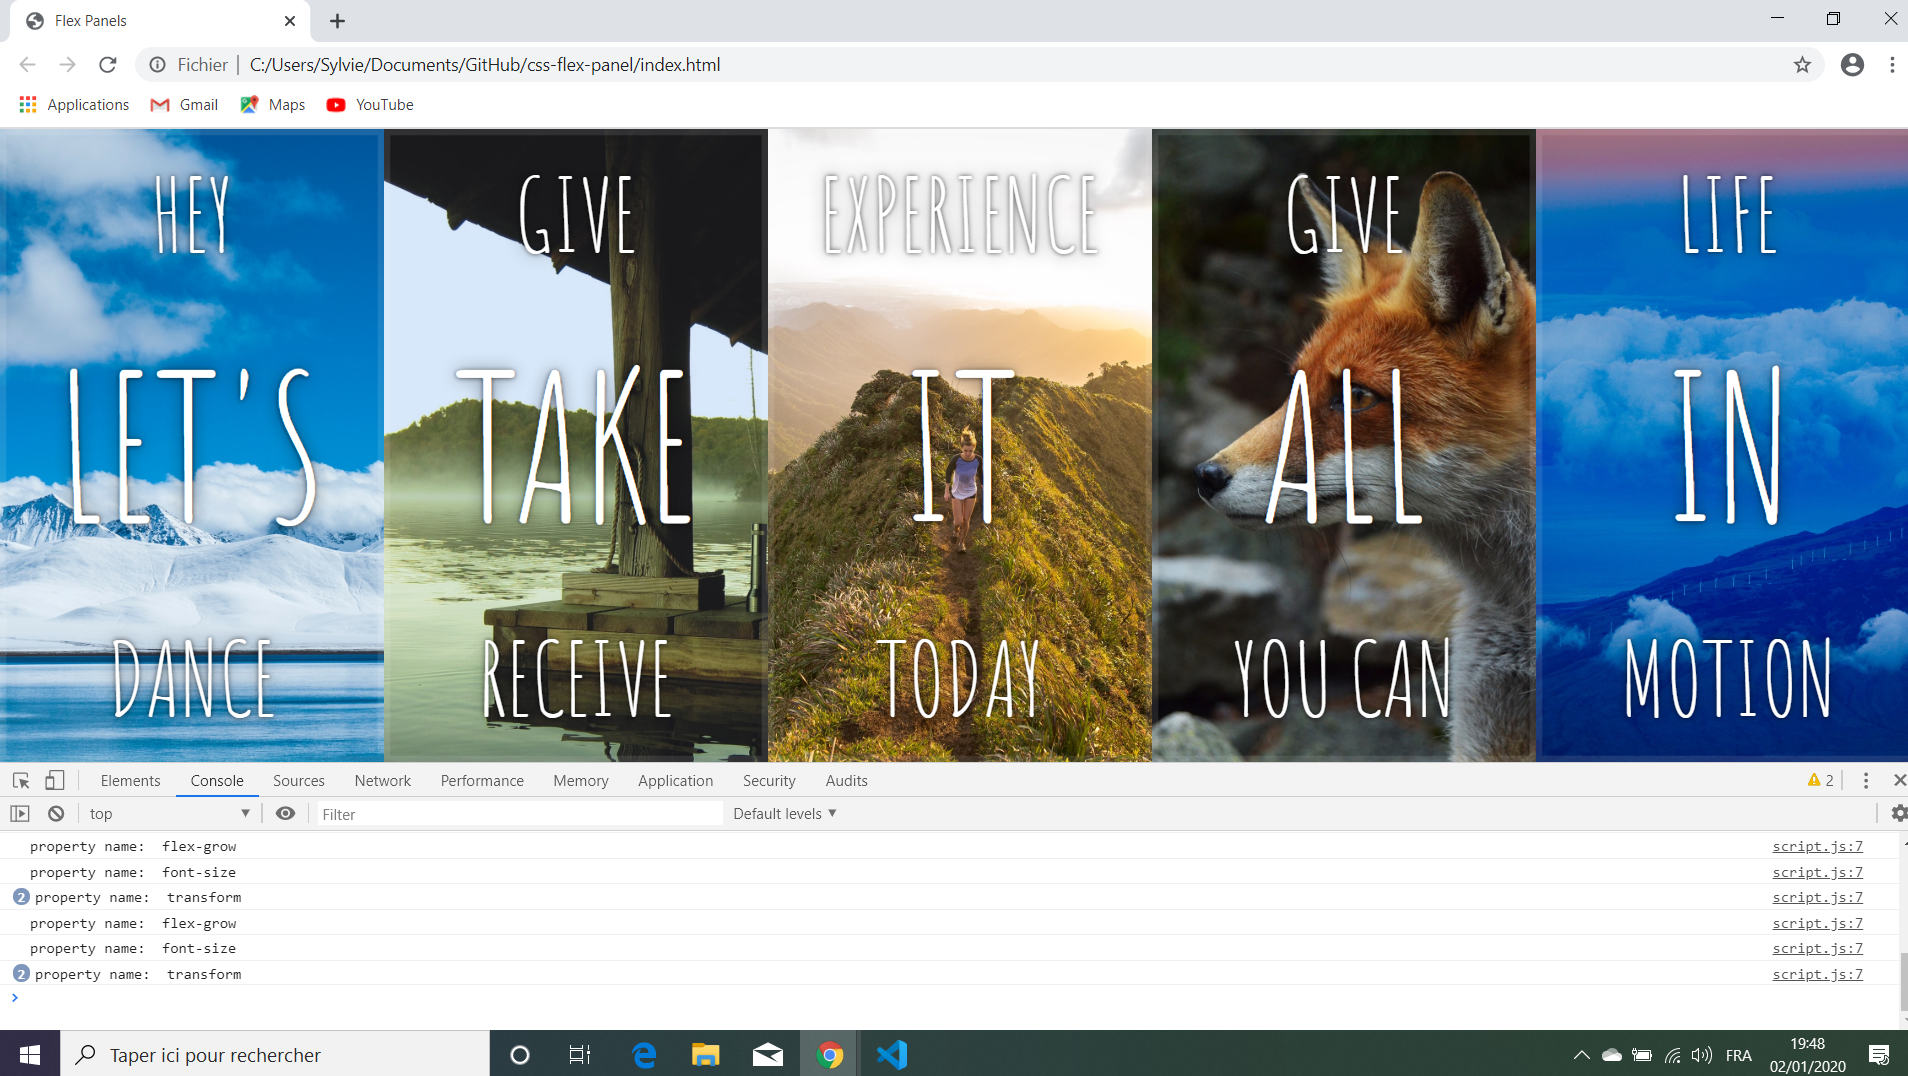 Flex Panels
Fichier | C:/Users/Sylvie/Documents/GitHub/css-flex-panel/index.html
Applications Gmail Maps YouTube
HEY GIVE EXPERIENCE GIVE LIFE
LET'S TAKE IT ALL IN
DANCE RECEIVE TODAY YOU CAN MOTION
Elements Console Sources Network Performance Memory Application Security Audits 2
top Filter Default levels
property name: flex-grow script.js:7
property name: font-size script.js:7
2 property name: transform script.js:7
property name: flex-grow script.js:7
property name: font-size script.js:7
2 property name: transform script.js:7
Taper ici pour rechercher FRA 19:48
02/01/2020